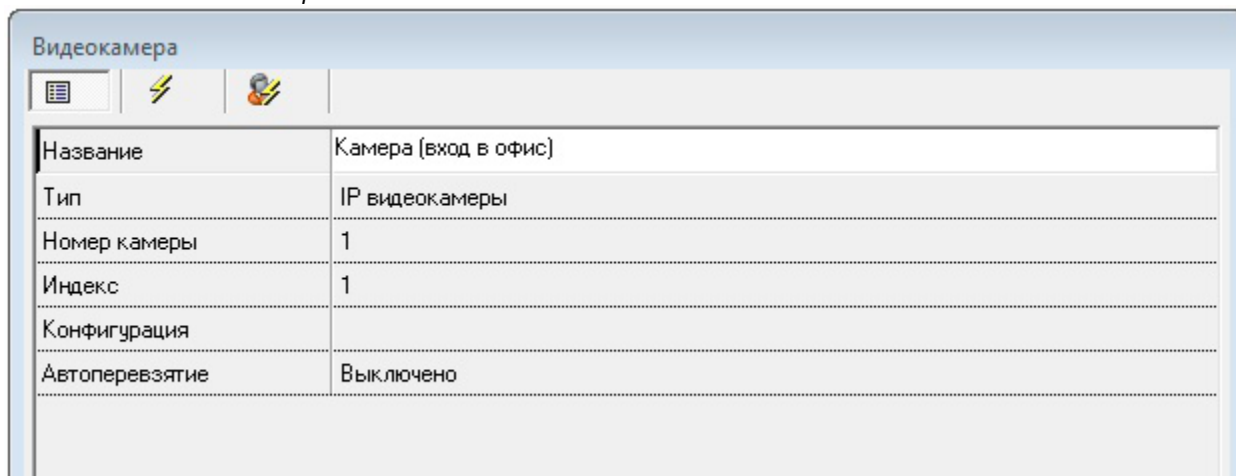 Видеокамера
Название Камера (вход в офис)
Тип IP видеокамеры
Номер камеры 1
Индекс 1
Конфигурация
Автоперевзятие Выключено